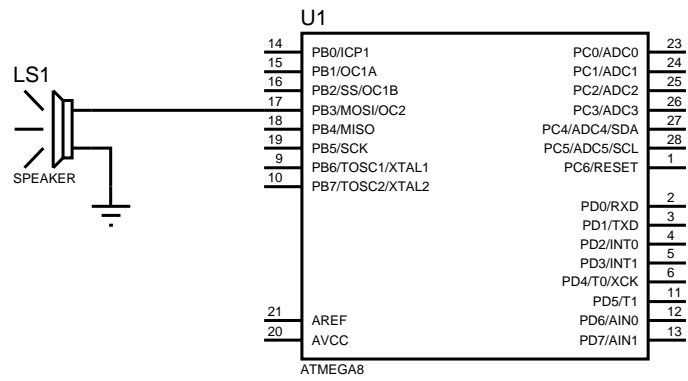 U1
LS1
SPEAKER
14 PB0/ICP1
15 PB1/OC1A
16 PB2/SS/OC1B
17 PB3/MOSI/OC2
18 PB4/MISO
19 PB5/SCK
9 PB6/TOSC1/XTAL1
10 PB7/TOSC2/XTAL2
21 AREF
20 AVCC
PC0/ADC0 23
PC1/ADC1 24
PC2/ADC2 25
PC3/ADC3 26
PC4/ADC4/SDA 27
PC5/ADC5/SCL 28
PC6/RESET 1
PD0/RXD 2
PD1/TXD 3
PD2/INT0 4
PD3/INT1 5
PD4/T0/XCK 6
PD5/T1 11
PD6/AIN0 12
PD7/AIN1 13
ATMEGA8